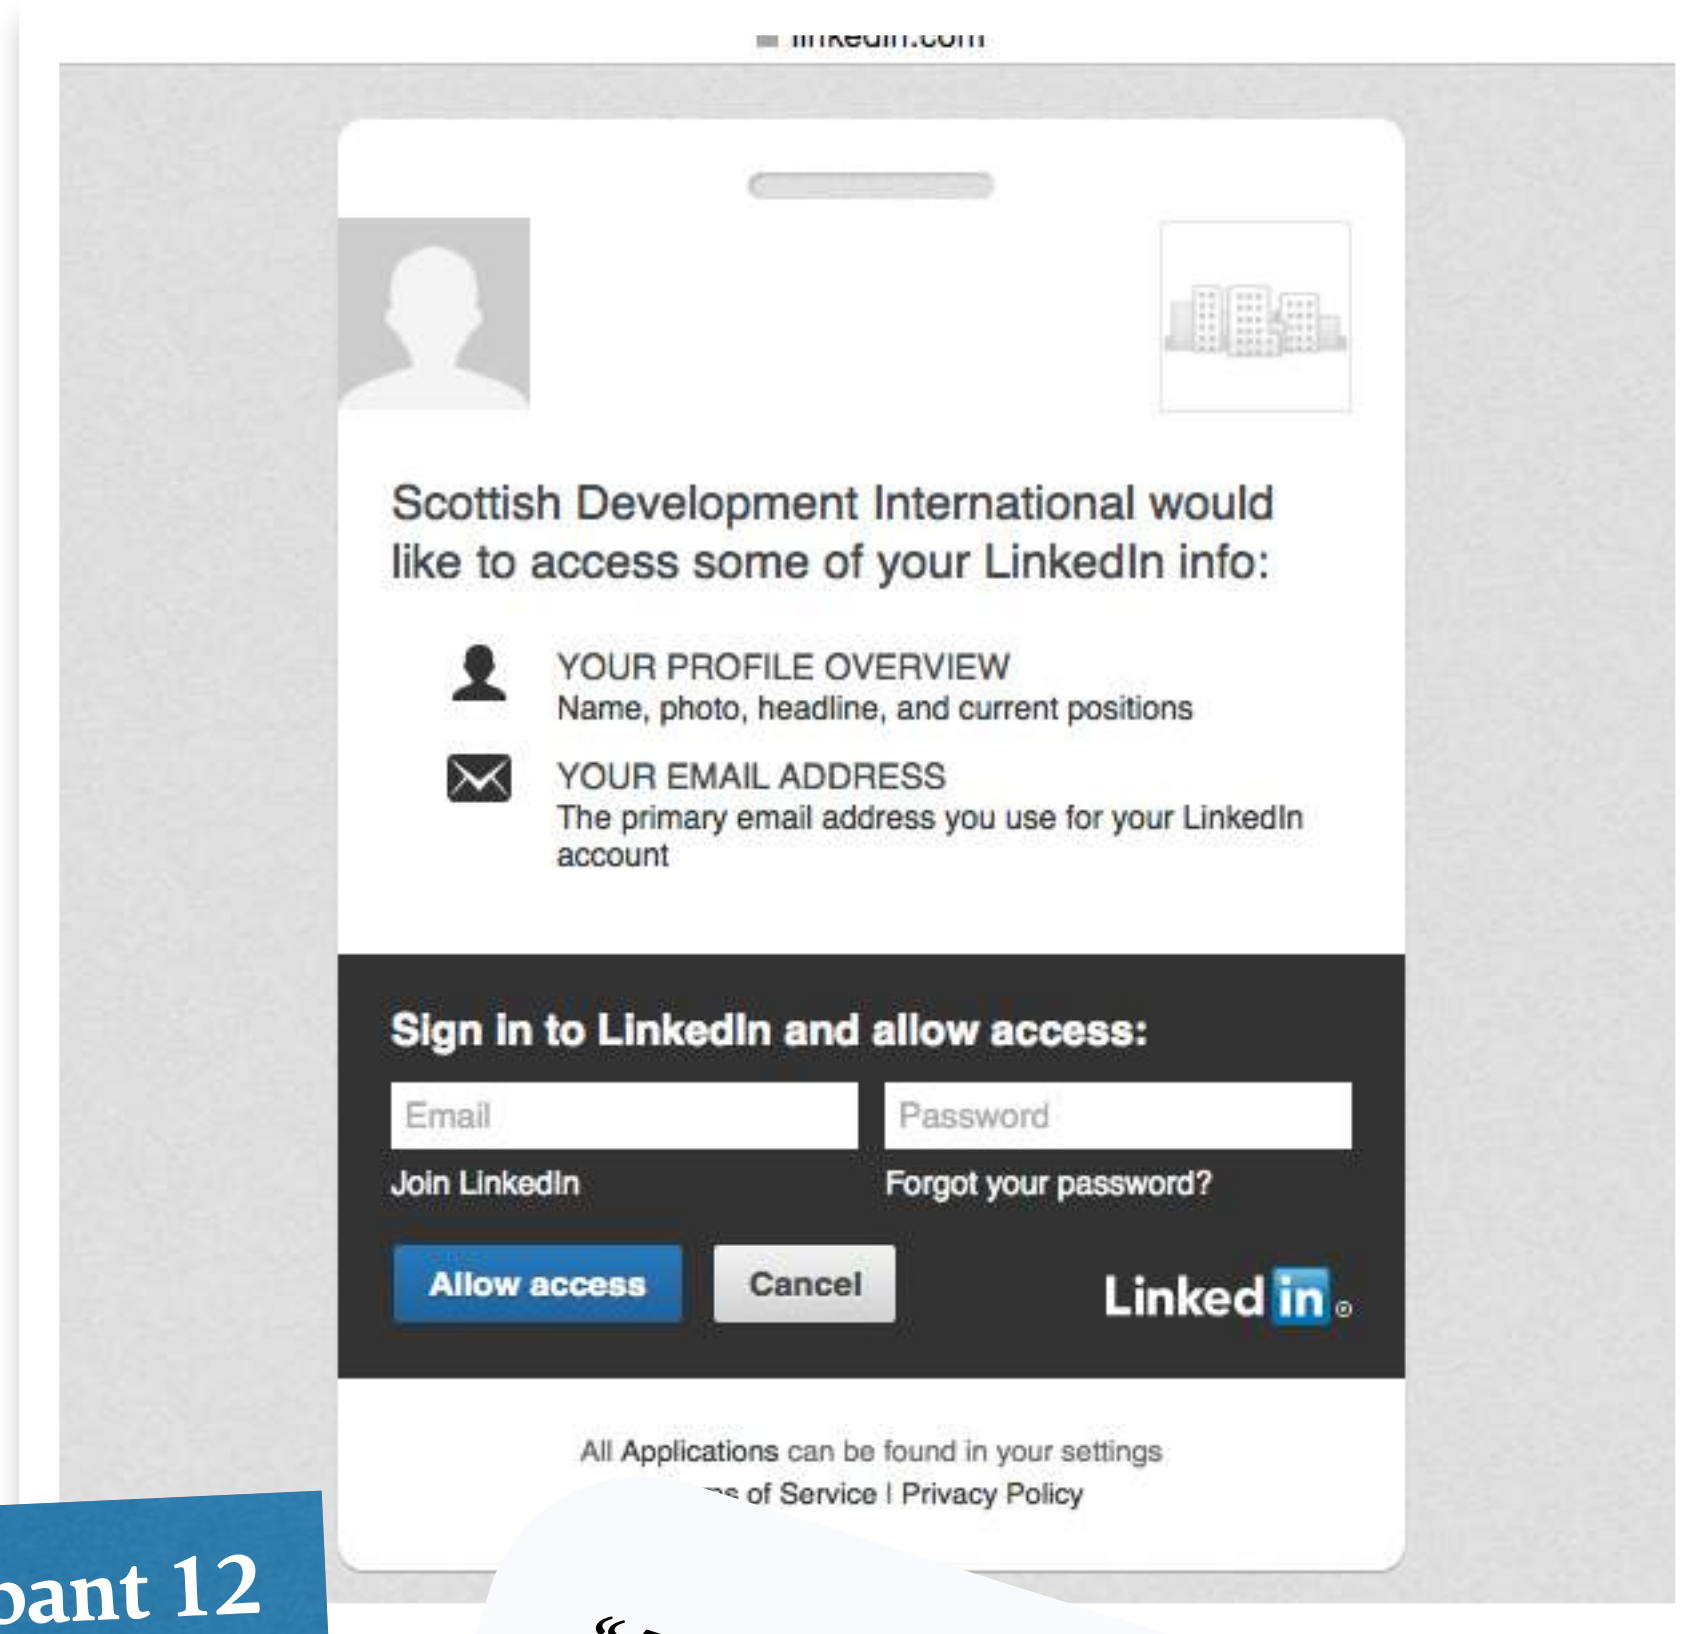 linkedin.com
Scottish Development International would
like to access some of your LinkedIn info:
YOUR PROFILE OVERVIEW
Name, photo, headline, and current positions
YOUR EMAIL ADDRESS
The primary email address you use for your LinkedIn
account
Sign in to LinkedIn and allow access:
Email Password
Join LinkedIn Forgot your password?
Allow access Cancel Linked in ®
All Applications can be found in your settings
of Service | Privacy Policy
12